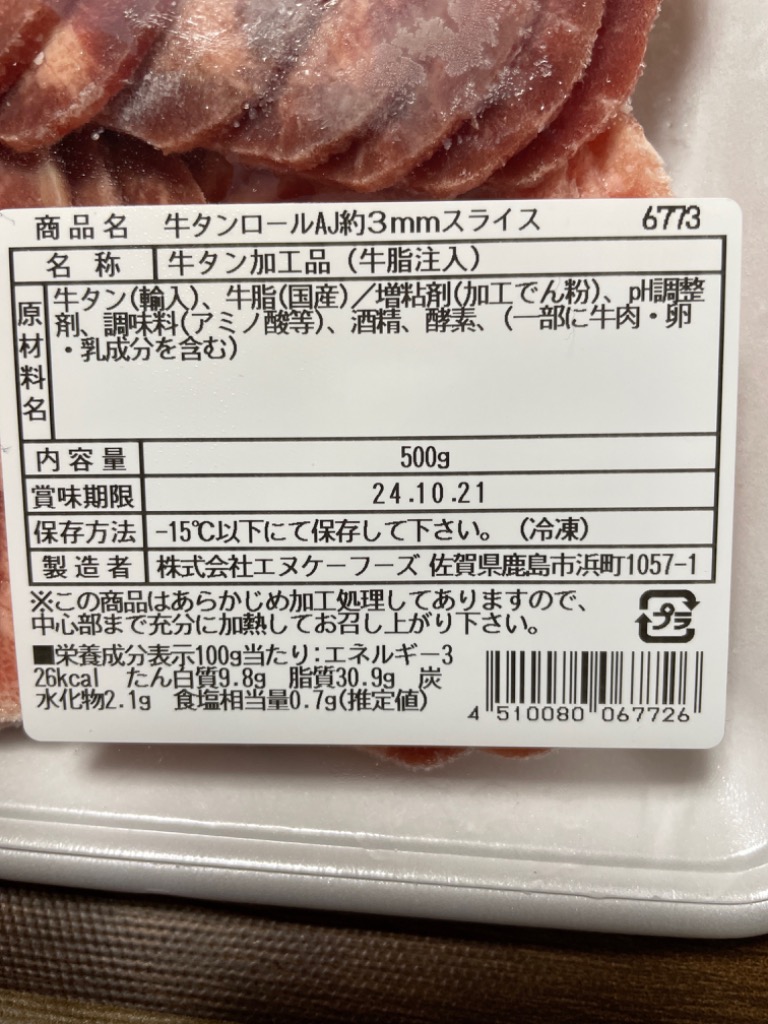 商品名 牛タンロールAJ約3mmスライス 6773
名称 牛タン加工品（牛脂注入）
原材料名 牛タン(輸入)、牛脂(国産)／増粘剤(加工でん粉)、pH調整
剤、調味料(アミノ酸等)、酒精、酵素、(一部に牛肉・卵
・乳成分を含む)
内容量 500g
賞味期限 24.10.21
保存方法 -15℃以下にて保存して下さい。（冷凍）
製造者 株式会社エヌケーフーズ 佐賀県鹿島市浜町1057-1
※この商品はあらかじめ加工処理してありますので、
中心部まで充分に加熱してお召し上がり下さい。
プラ
■栄養成分表示100g当たり:エネルギー3
26kcal たん白質9.8g 脂質30.9g 炭
水化物2.1g 食塩相当量0.7g(推定値)
4 510080 067726